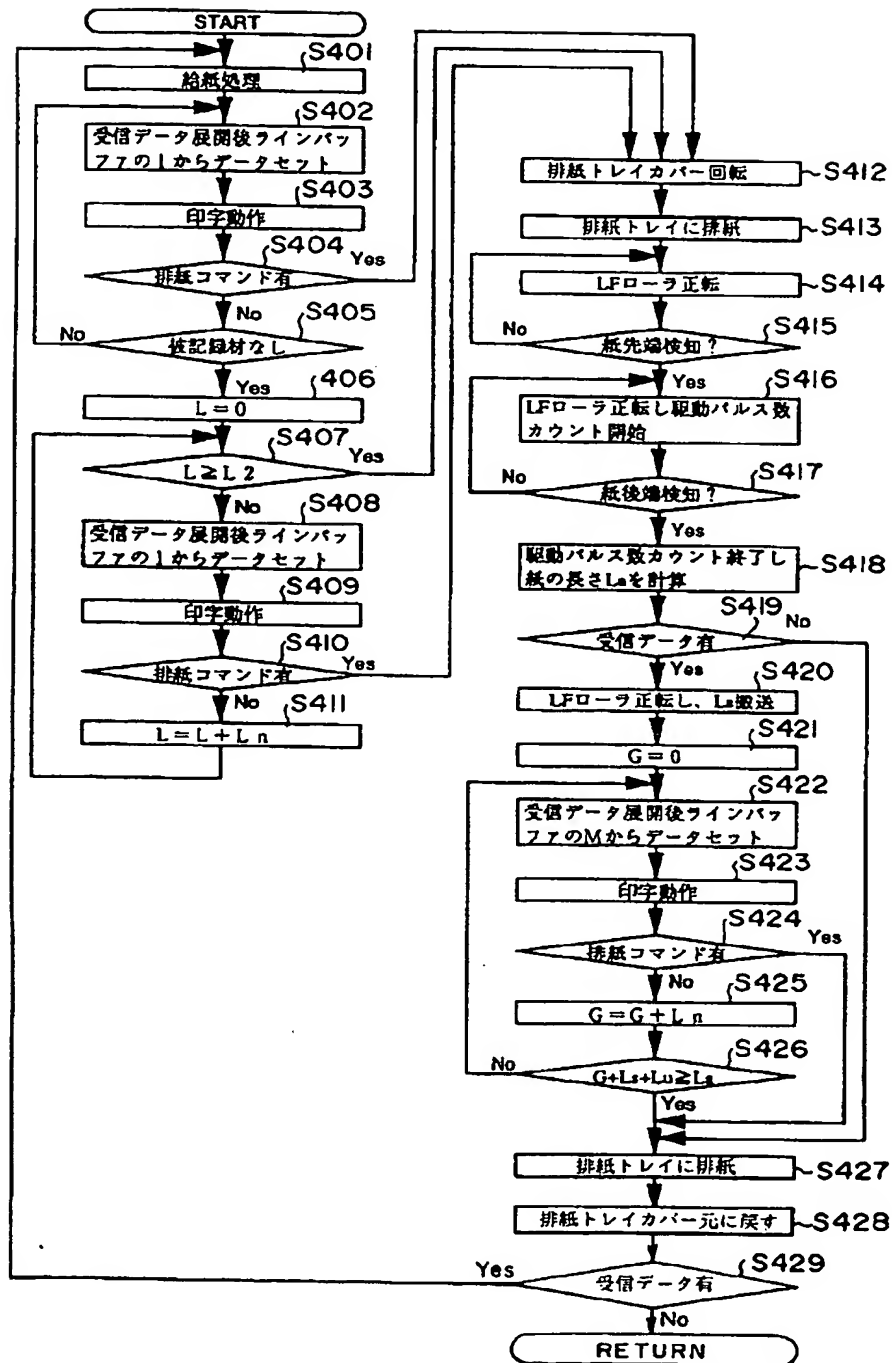 START
S401
給紙処理
S402
受信データ展開後ラインバッ
ファの1からデータセット
S403
印字動作
S404
排紙コマンド有
Yes
No
S405
被記録材なし
No
Yes
406
L=0
S407
L≧L2
Yes
No
S408
受信データ展開後ラインバッ
ファの1からデータセット
S409
印字動作
S410
排紙コマンド有
Yes
No
S411
L=L+Ln
排紙トレイカバー回転
S412
排紙トレイに排紙
S413
LFローラ正転
S414
S415
紙先端検知?
No
Yes
S416
LFローラ正転し駆動パルス数
カウント開始
S417
紙後端検知?
No
Yes
駆動パルス数カウント終了し
紙の長さLaを計算
S418
S419
受信データ有
No
Yes
S420
LFローラ正転し、Ls搬送
S421
G=0
S422
受信データ展開後ラインバッ
ファのMからデータセット
S423
印字動作
S424
排紙コマンド有
Yes
No
S425
G=G+Ln
S426
G+Ls+Lu≧La
No
Yes
排紙トレイに排紙
S427
排紙トレイカバー元に戻す
S428
S429
受信データ有
Yes
No
RETURN